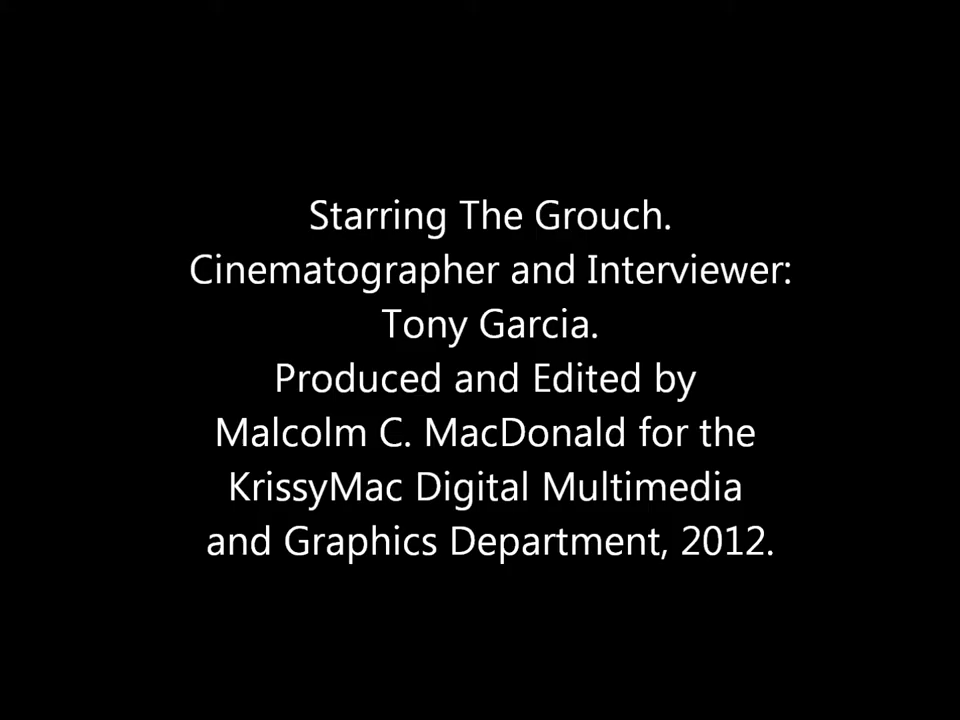 Starring The Grouch.
Cinematographer and Interviewer:
Tony Garcia.
Produced and Edited by
Malcolm C. MacDonald for the
KrissyMac Digital Multimedia
and Graphics Department, 2012.